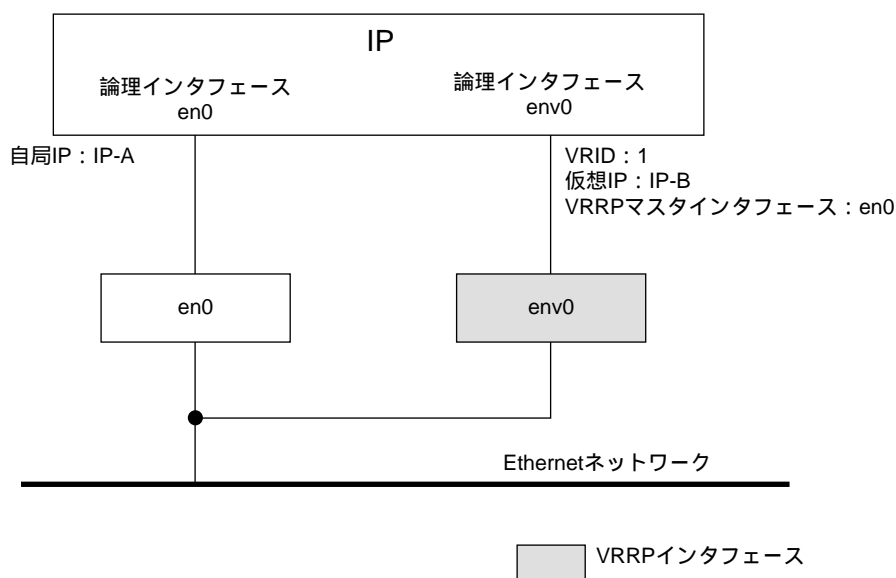 IP
論理インタフェース
en0
論理インタフェース
env0
自局IP：IP-A
VRID：1
仮想IP：IP-B
VRRPマスタインタフェース：en0
en0
env0
Ethernetネットワーク
VRRPインタフェース